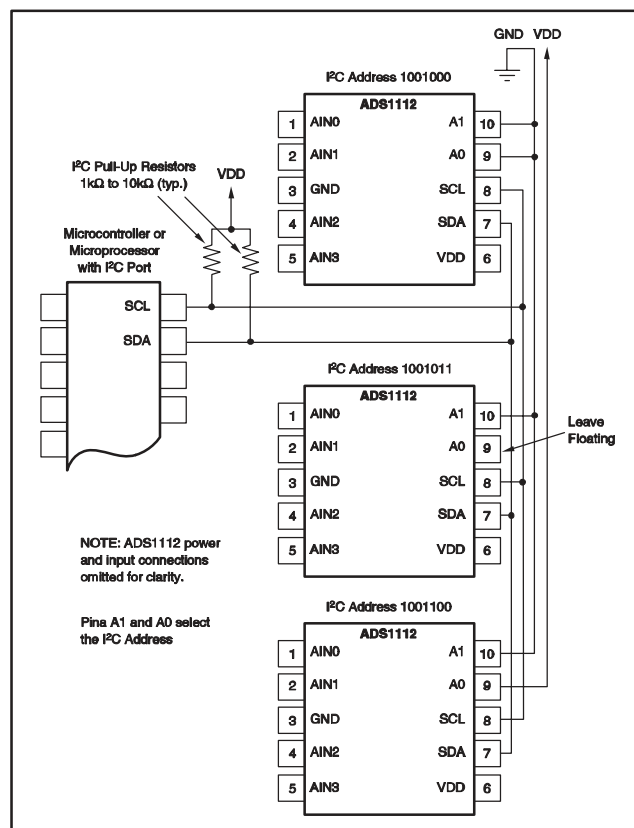 GND VDD
I²C Address 1001000
ADS1112
1 AIN0 A1 10
2 AIN1 A0 9
3 GND SCL 8
4 AIN2 SDA 7
5 AIN3 VDD 6
I²C Pull-Up Resistors
1kΩ to 10kΩ (typ.)
VDD
Microcontroller or
Microprocessor
with I²C Port
SCL
SDA
I²C Address 1001011
ADS1112
1 AIN0 A1 10
2 AIN1 A0 9
3 GND SCL 8
4 AIN2 SDA 7
5 AIN3 VDD 6
Leave
Floating
NOTE: ADS1112 power
and input connections
omitted for clarity.
Pina A1 and A0 select
the I²C Address
I²C Address 1001100
ADS1112
1 AIN0 A1 10
2 AIN1 A0 9
3 GND SCL 8
4 AIN2 SDA 7
5 AIN3 VDD 6